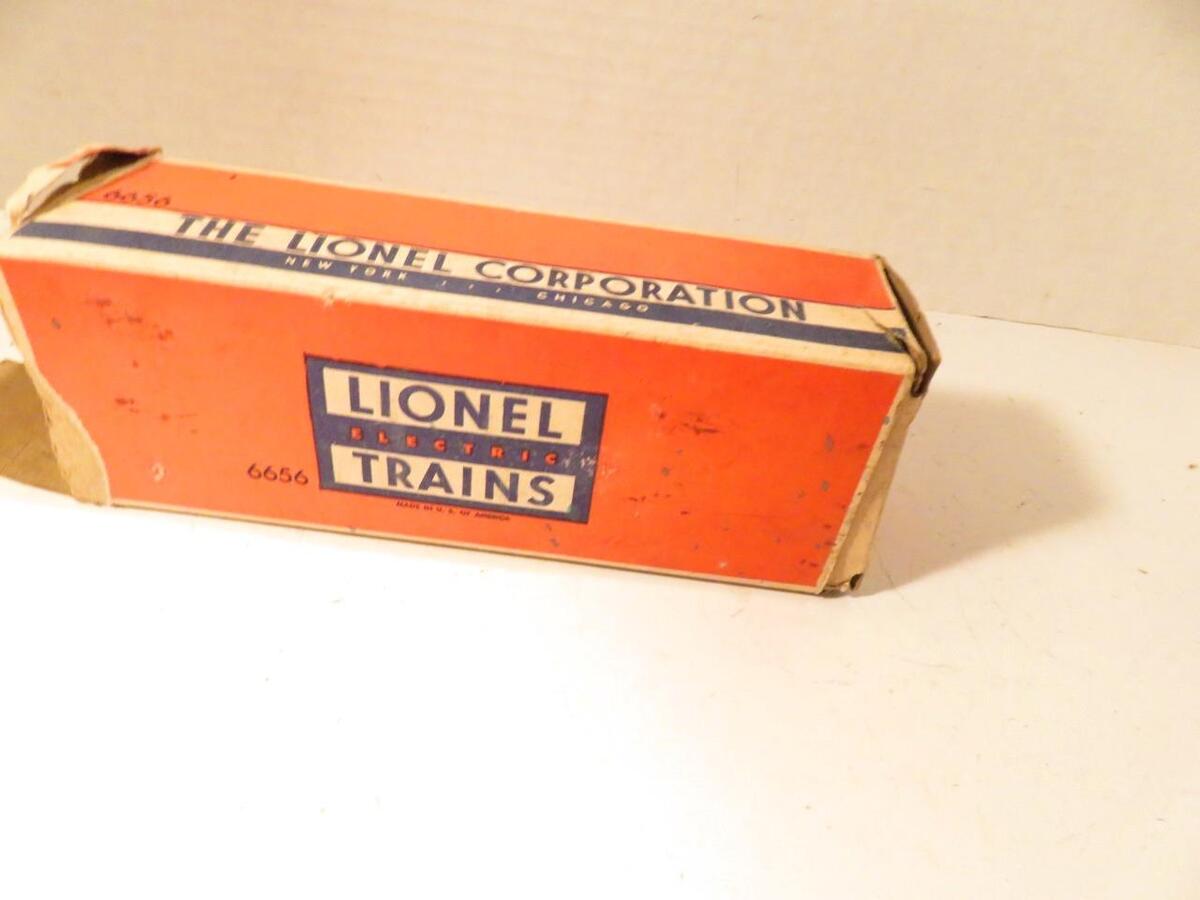 6656
THE LIONEL CORPORATION
NEW YORK , , , CHICAGO
LIONEL
ELECTRIC
TRAINS
6656
MADE IN U. S. OF AMERICA